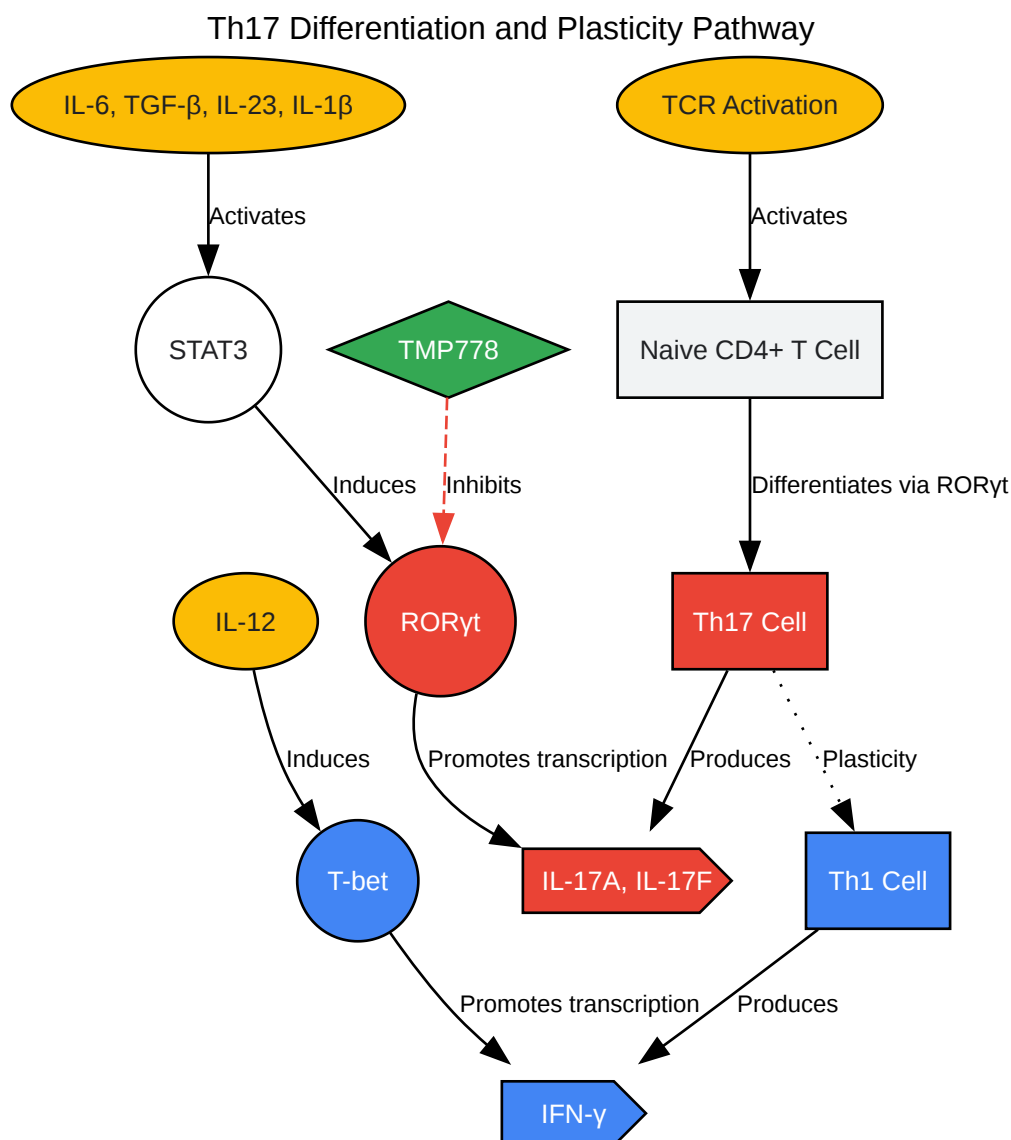 Th17 Differentiation and Plasticity Pathway
IL-6, TGF-β, IL-23, IL-1β
TCR Activation
Activates
Activates
STAT3
TMP778
Naive CD4+ T Cell
Induces
Inhibits
Differentiates via RORγt
IL-12
RORγt
Th17 Cell
Induces
Promotes transcription
Produces
Plasticity
T-bet
IL-17A, IL-17F
Th1 Cell
Promotes transcription
Produces
IFN-γ